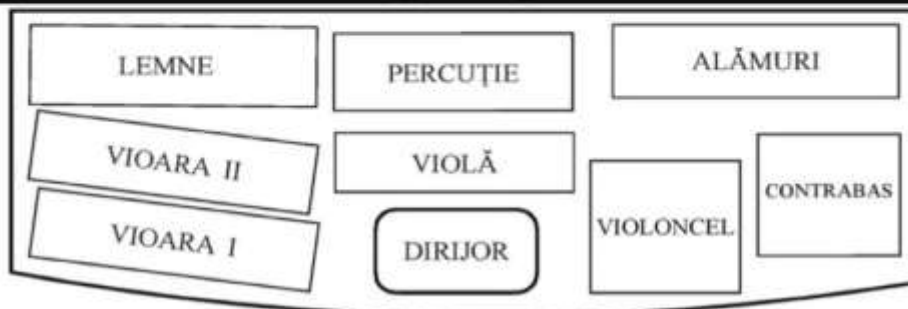 LEMNE
PERCUȚIE
ALĂMURI
VIOARA II
VIOLĂ
CONTRABAS
VIOARA I
DIRIJOR
VIOLONCEL